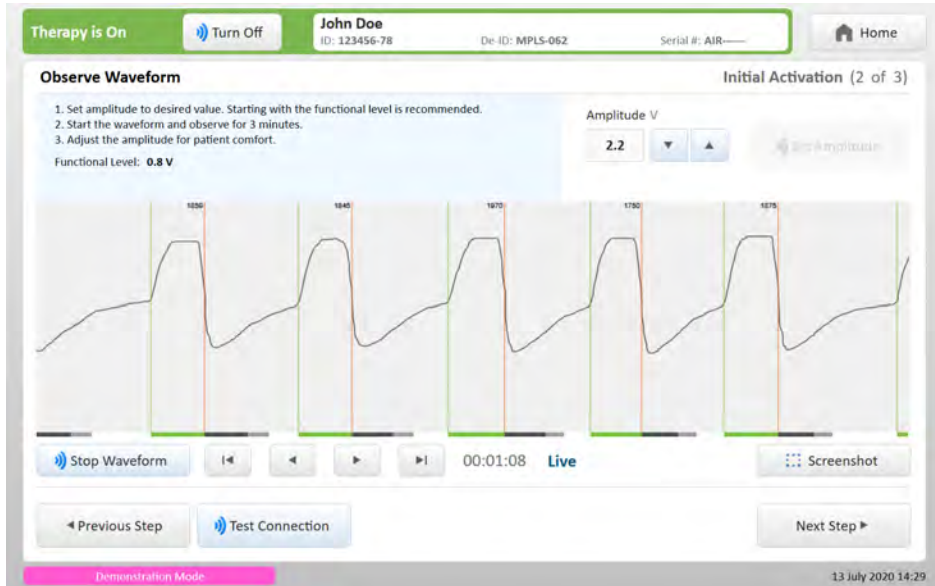 Therapy is On
Turn Off
John Doe
ID: 123456-78 De-ID: MPLS-062 Serial #: AIR------
Home
Observe Waveform
Initial Activation (2 of 3)
1. Set amplitude to desired value. Starting with the functional level is recommended.
2. Start the waveform and observe for 3 minutes.
3. Adjust the amplitude for patient comfort.
Functional Level: 0.8 V
Amplitude V
2.2
Set Amplitude
1845 1870 1750 1875
Stop Waveform
00:01:08 Live
Screenshot
Previous Step
Test Connection
Next Step
Demonstration Mode
13 July 2020 14:29